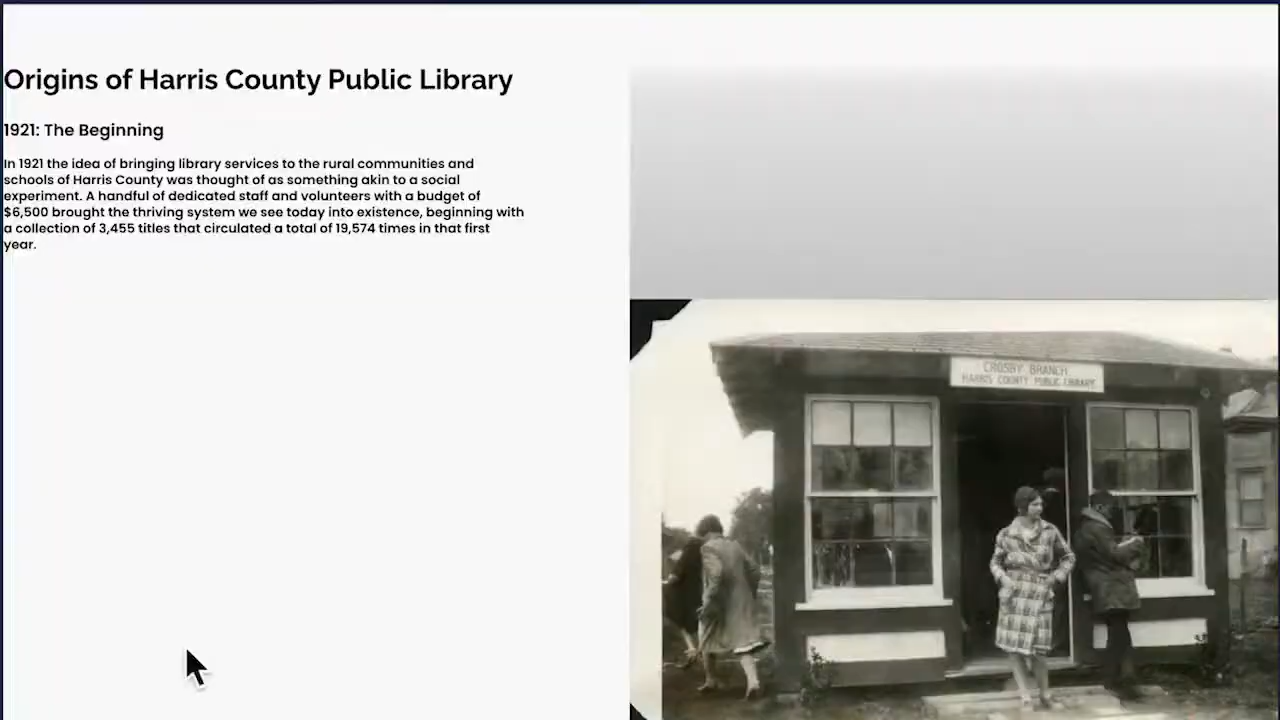 Origins of Harris County Public Library
1921: The Beginning
In 1921 the idea of bringing library services to the rural communities and
schools of Harris County was thought of as something akin to a social
experiment. A handful of dedicated staff and volunteers with a budget of
$6,500 brought the thriving system we see today into existence, beginning with
a collection of 3,455 titles that circulated a total of 19,574 times in that first
year.
CROSBY BRANCH
HARRIS COUNTY PUBLIC LIBRARY